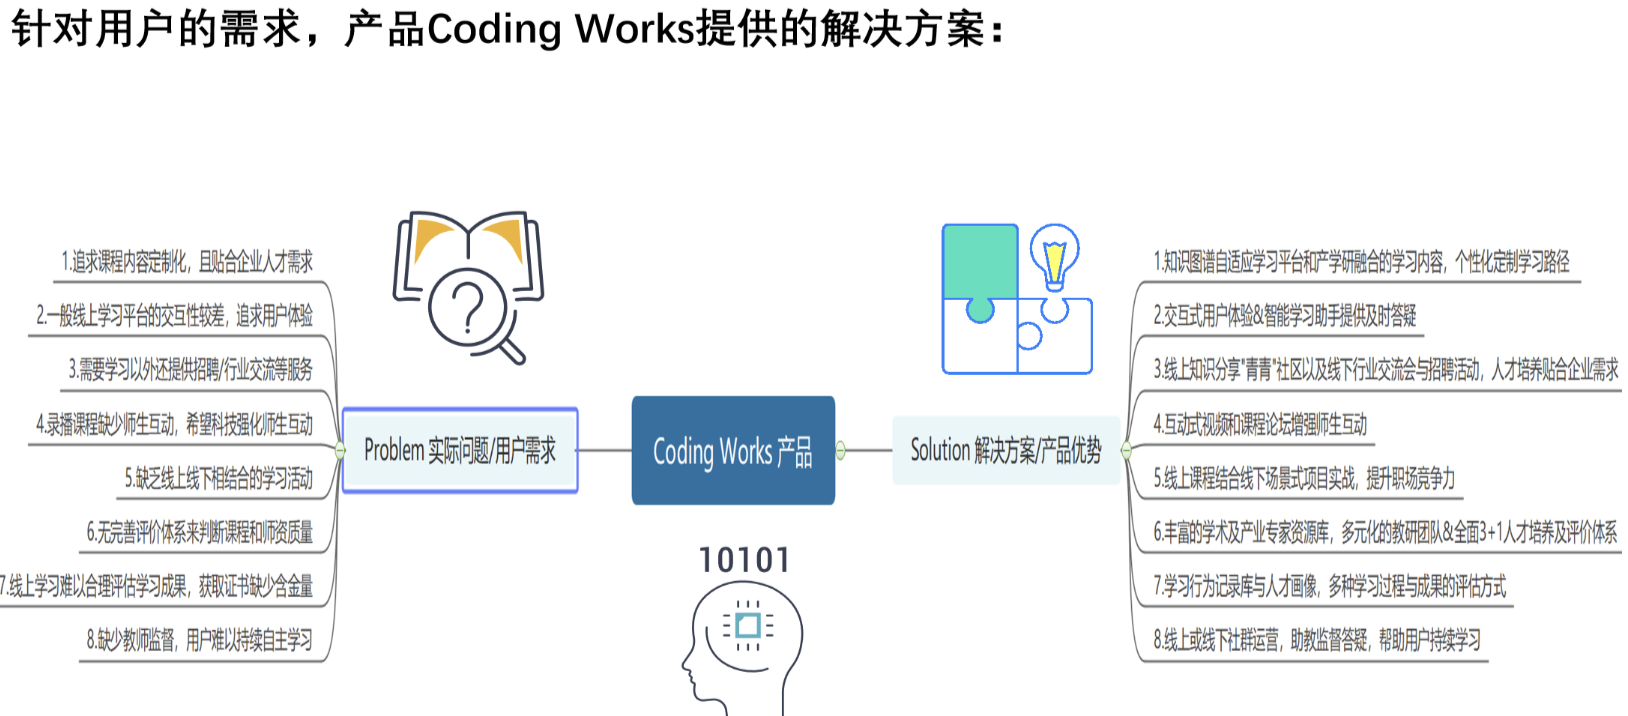 针对用户的需求，产品Coding Works提供的解决方案：
1.追求课程内容定制化，且贴合企业人才需求
2.一般线上学习平台的交互性较差，追求用户体验
3.需要学习以外还提供招聘/行业交流等服务
4.录播课程缺少师生互动，希望科技强化师生互动
5.缺乏线上线下相结合的学习活动
6.无完善评价体系来判断课程和师资质量
7.线上学习难以合理评估学习成果，获取证书缺少含金量
8.缺少教师监督，用户难以持续自主学习
Problem 实际问题/用户需求
Coding Works 产品
10101
Solution 解决方案/产品优势
1.知识图谱自适应学习平台和产学研融合的学习内容，个性化定制学习路径
2.交互式用户体验&智能学习助手提供及时答疑
3.线上知识分享"青青"社区以及线下行业交流会与招聘活动，人才培养贴合企业需求
4.互动式视频和课程论坛增强师生互动
5.线上课程结合线下场景式项目实战，提升职场竞争力
6.丰富的学术及产业专家资源库，多元化的教研团队&全面3+1人才培养及评价体系
7.学习行为记录库与人才画像，多种学习过程与成果的评估方式
8.线上或线下社群运营，助教监督答疑，帮助用户持续学习